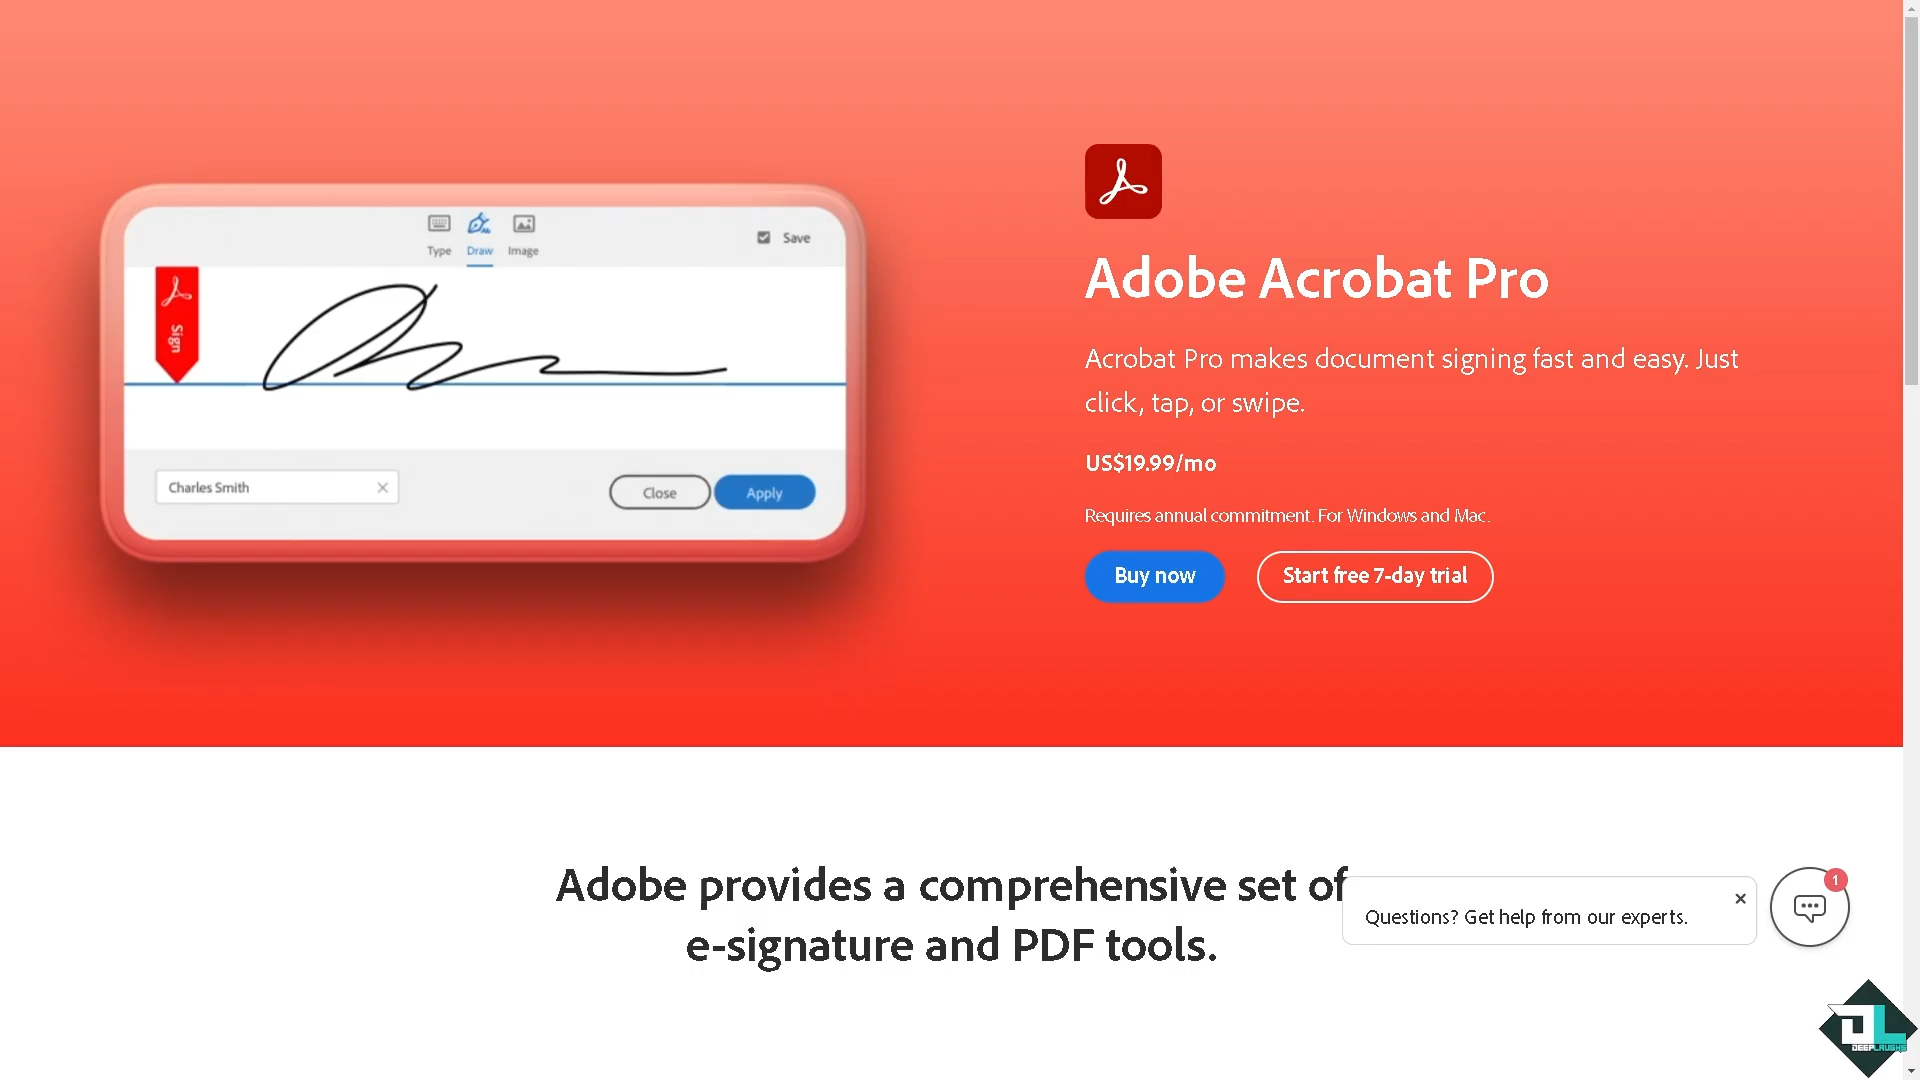 Type Draw Image
Save
Sign
Charles Smith
Close
Apply
Adobe Acrobat Pro
Acrobat Pro makes document signing fast and easy. Just
click, tap, or swipe.
US$19.99/mo
Requires annual commitment. For Windows and Mac.
Buy now
Start free 7-day trial
Adobe provides a comprehensive set of
e-signature and PDF tools.
Questions? Get help from our experts.
1
DEEPLAUGHS